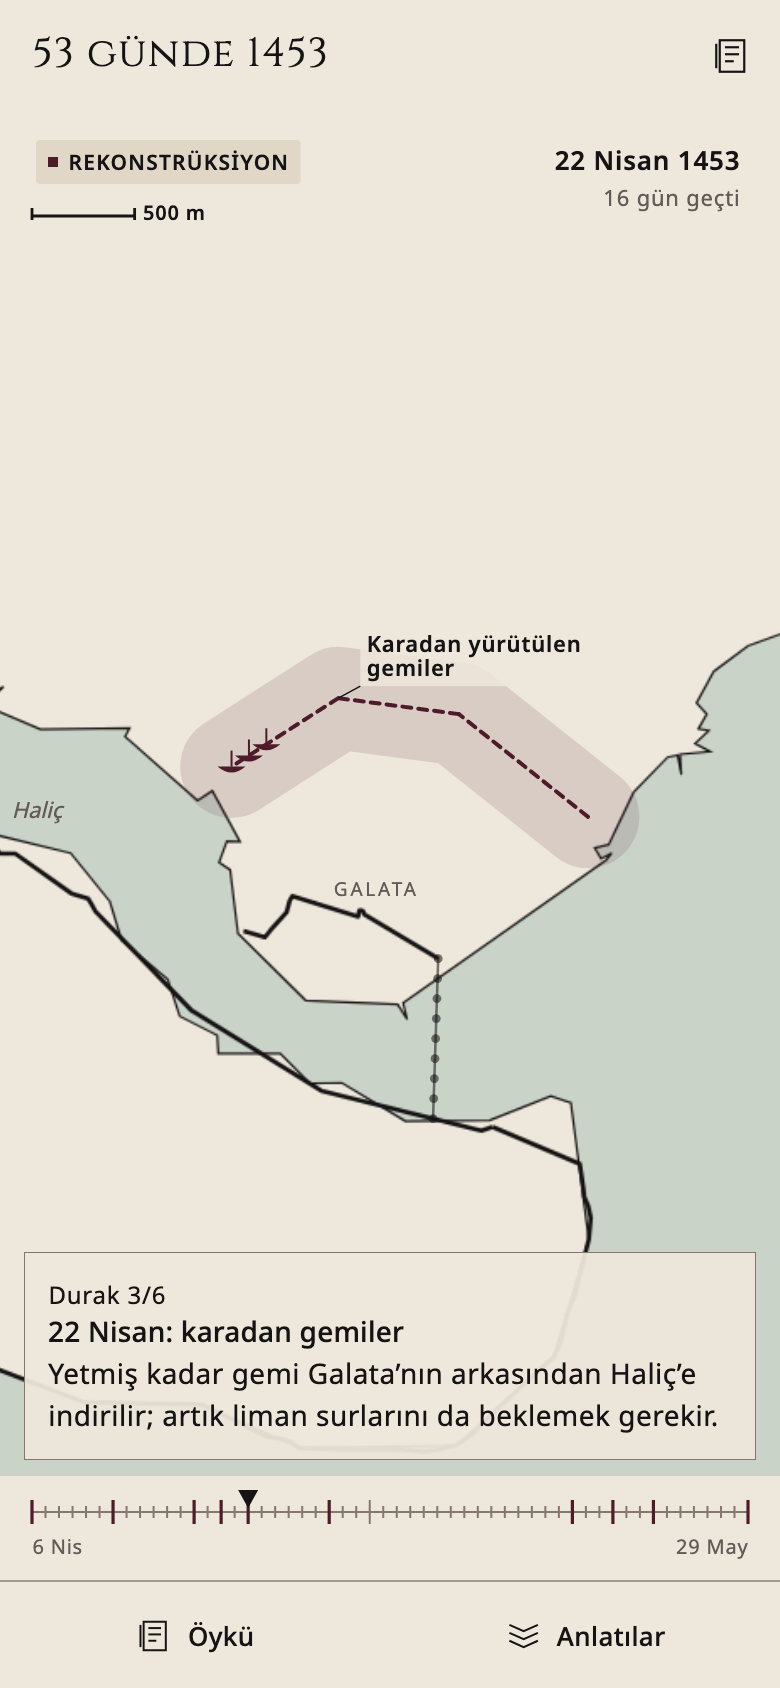 53 GÜNDE 1453
REKONSTRÜKSİYON
22 Nisan 1453
16 gün geçti
500 m
Karadan yürütülen
gemiler
Haliç
GALATA
Durak 3/6
22 Nisan: karadan gemiler
Yetmiş kadar gemi Galata’nın arkasından Haliç’e
indirilir; artık liman surlarını da beklemek gerekir.
6 Nis
29 May
Öykü
Anlatılar